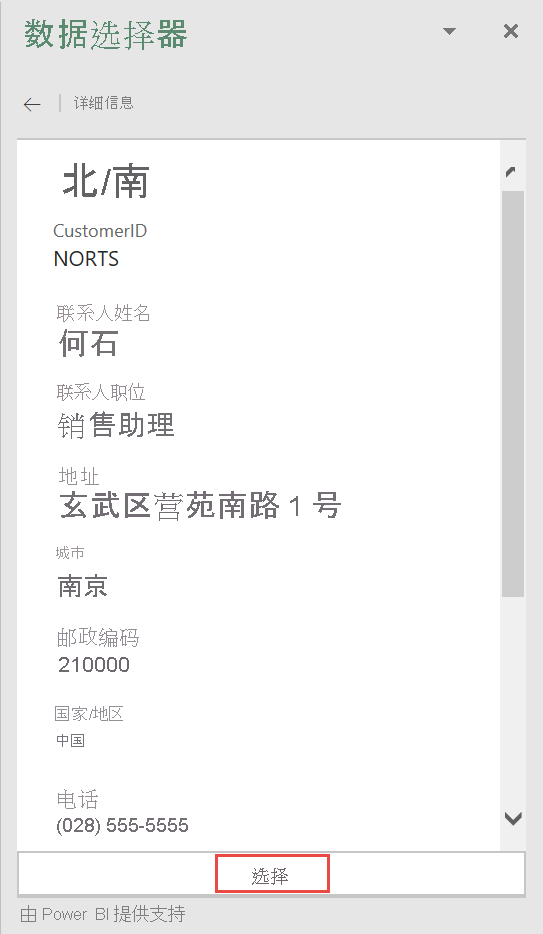 数据选择器
详细信息
北/南
CustomerID
NORTS
联系人姓名
何石
联系人职位
销售助理
地址
玄武区营苑南路 1 号
城市
南京
邮政编码
210000
国家/地区
中国
电话
(028) 555-5555
选择
由 Power BI 提供支持